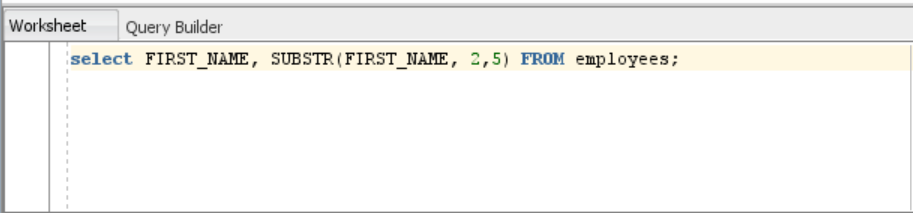 Worksheet
Query Builder
select FIRST_NAME, SUBSTR(FIRST_NAME, 2,5) FROM employees;